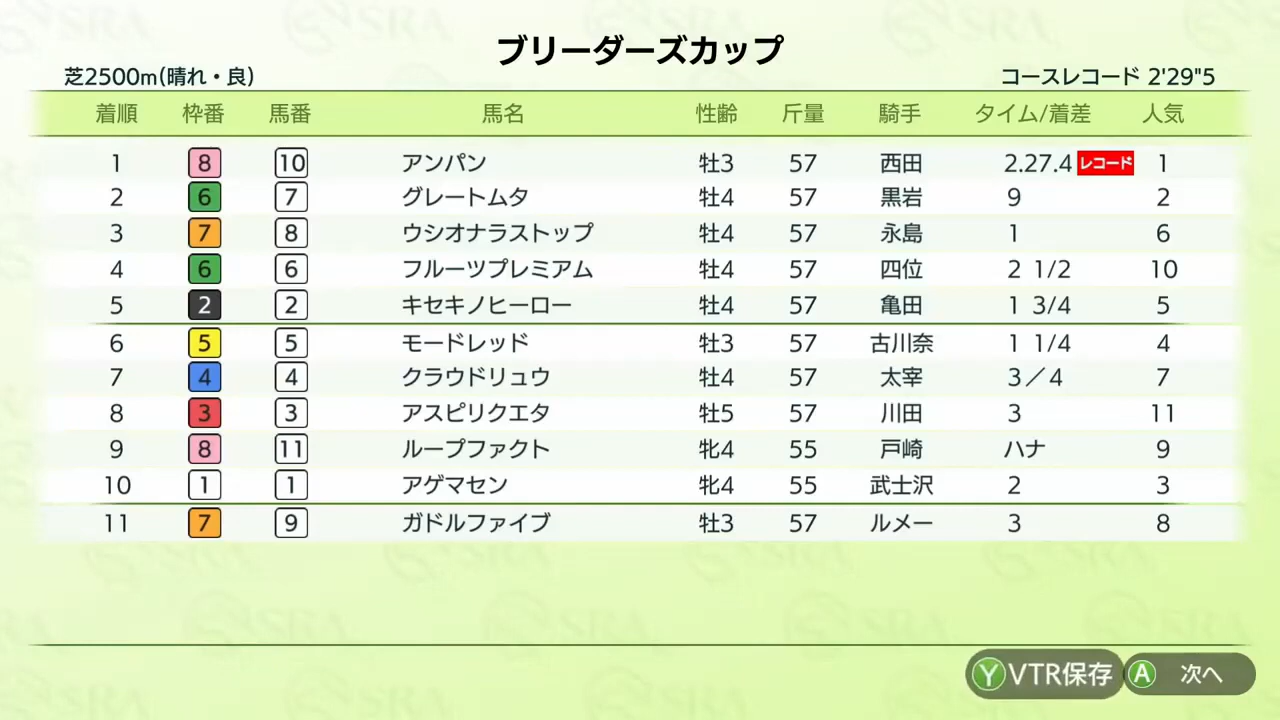 ブリーダーズカップ
芝2500m(晴れ・良) コースレコード 2'29"5
着順 枠番 馬番 馬名 性齢 斤量 騎手 タイム/着差 人気
1 8 10 アンパン 牡3 57 西田 2.27.4 レコード 1
2 6 7 グレートムタ 牡4 57 黒岩 9 2
3 7 8 ウシオナラストップ 牡4 57 永島 1 6
4 6 6 フルーツプレミアム 牡4 57 四位 2 1/2 10
5 2 2 キセキノヒーロー 牡4 57 亀田 1 3/4 5
6 5 5 モードレッド 牡3 57 古川奈 1 1/4 4
7 4 4 クラウドリュウ 牡4 57 太宰 3／4 7
8 3 3 アスピリクエタ 牡5 57 川田 3 11
9 8 11 ループファクト 牝4 55 戸崎 ハナ 9
10 1 1 アゲマセン 牝4 55 武士沢 2 3
11 7 9 ガドルファイブ 牡3 57 ルメー 3 8
Y VTR保存 A 次へ